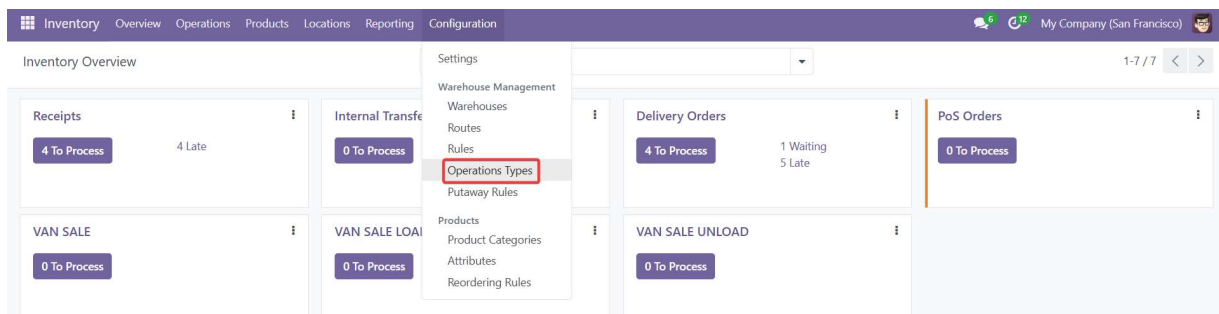 Inventory Overview Operations Products Locations Reporting Configuration 6 12 My Company (San Francisco)
Inventory Overview 1-7 / 7
Settings
Warehouse Management
Warehouses
Routes
Rules
Operations Types
Putaway Rules
Products
Product Categories
Attributes
Reordering Rules
Receipts
4 To Process 4 Late
Internal Transfe
0 To Process
Delivery Orders
4 To Process 1 Waiting
5 Late
PoS Orders
0 To Process
VAN SALE
0 To Process
VAN SALE LOA
0 To Process
VAN SALE UNLOAD
0 To Process